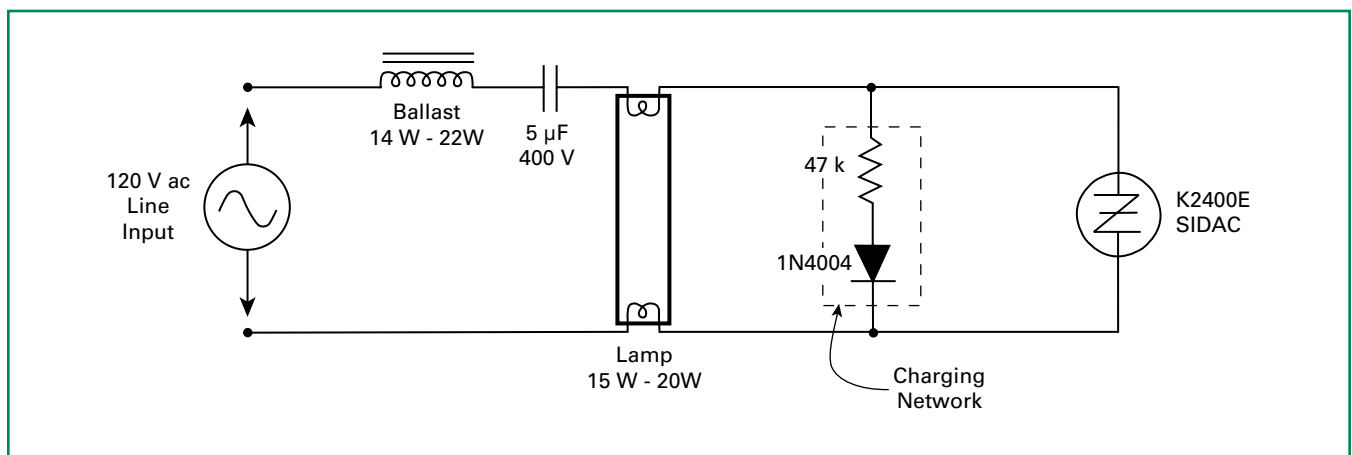 Ballast
14 W - 22W
5 µF
400 V
120 V ac
Line
Input
47 k
1N4004
K2400E
SIDAC
Lamp
15 W - 20W
Charging
Network